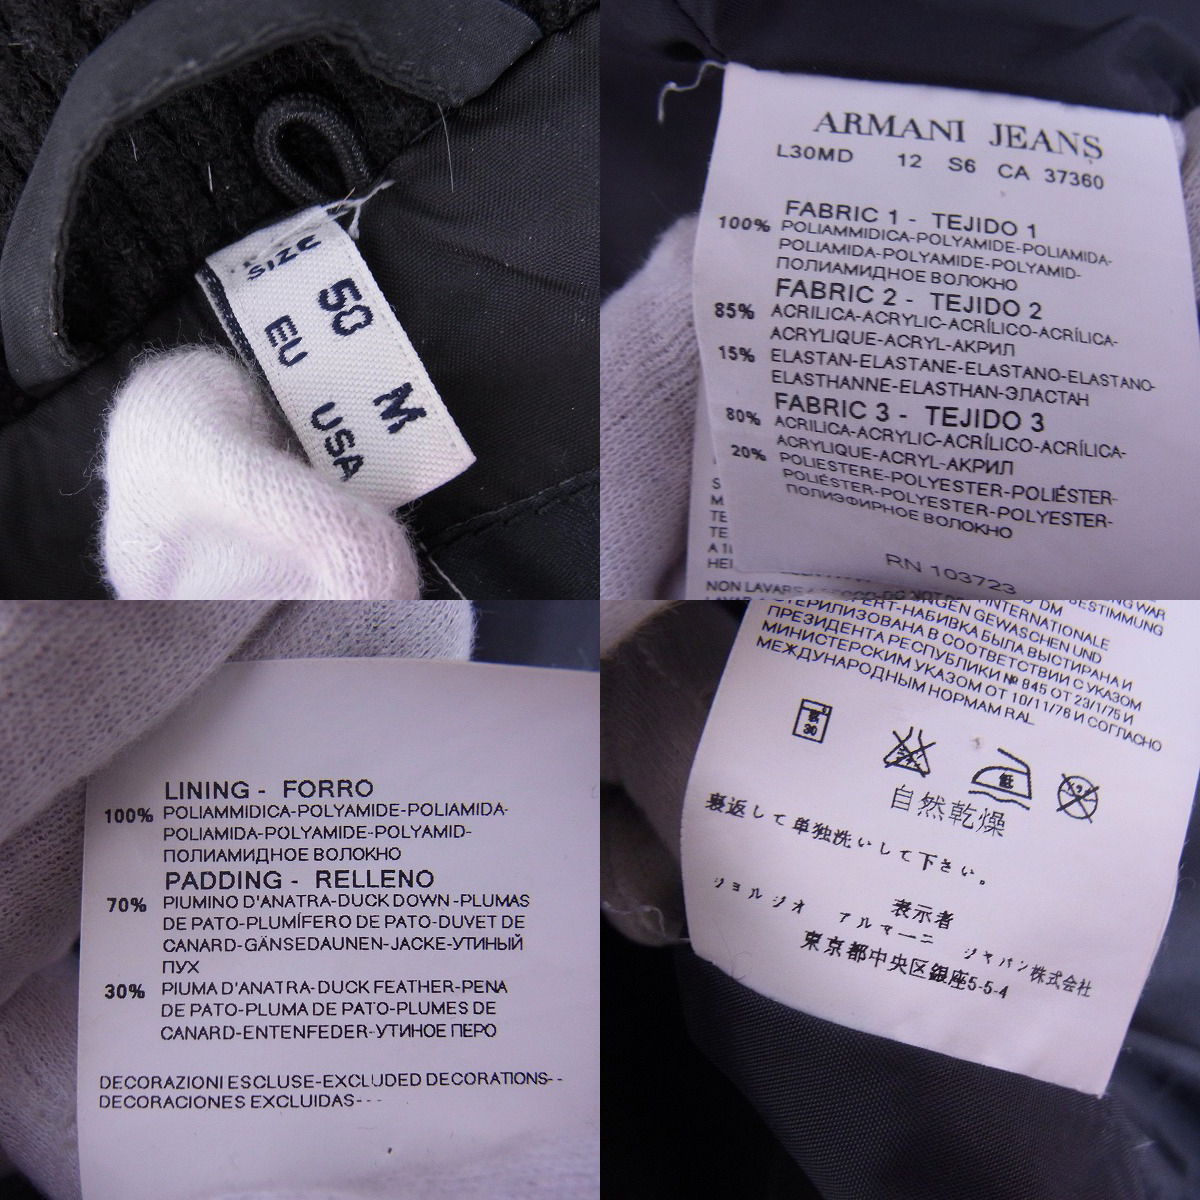 SIZE
50 M
EU USA
ARMANI JEANS
L30MD 12 S6 CA 37360
FABRIC 1 - TEJIDO 1
100% POLIAMMIDICA-POLYAMIDE-POLIAMIDA-
POLIAMIDA-POLYAMIDE-POLYAMID-
ПОЛИАМИДНОЕ ВОЛОКНО
FABRIC 2 - TEJIDO 2
85% ACRILICA-ACRYLIC-ACRÍLICO-ACRÍLICA-
ACRYLIQUE-ACRYL-АКРИЛ
15% ELASTAN-ELASTANE-ELASTANO-ELASTANO-
ELASTHANNE-ELASTHAN-ЭЛАСТАН
FABRIC 3 - TEJIDO 3
80% ACRILICA-ACRYLIC-ACRÍLICO-ACRÍLICA-
ACRYLIQUE-ACRYL-АКРИЛ
20% POLIESTERE-POLYESTER-POLIÉSTER-
POLIÉSTER-POLYESTER-POLYESTER-
ПОЛИЭФИРНОЕ ВОЛОКНО
RN 103723
NON LAVARE
LINING - FORRO
100% POLIAMMIDICA-POLYAMIDE-POLIAMIDA-
POLIAMIDA-POLYAMIDE-POLYAMID-
ПОЛИАМИДНОЕ ВОЛОКНО
PADDING - RELLENO
70% PIUMINO D'ANATRA-DUCK DOWN-PLUMAS
DE PATO-PLUMÍFERO DE PATO-DUVET DE
CANARD-GÄNSEDAUNEN-JACKE-УТИНЫЙ
ПУХ
30% PIUMA D'ANATRA-DUCK FEATHER-PENA
DE PATO-PLUMA DE PATO-PLUMES DE
CANARD-ENTENFEDER-УТИНОЕ ПЕРО
DECORAZIONI ESCLUSE-EXCLUDED DECORATIONS--
DECORACIONES EXCLUIDAS---
BESTIMMUNG
INTERNATIONALE
GEWASCHEN UND
НАБИВКА БЫЛА ВЫСТИРАНА И
СТЕРИЛИЗОВАНА В СООТВЕТСТВИИ С УКАЗОМ
ПРЕЗИДЕНТА РЕСПУБЛИКИ № 845 ОТ 23/1/75 И
МИНИСТЕРСКИМ УКАЗОМ ОТ 10/11/76 И СОГЛАСНО
МЕЖДУНАРОДНЫМ НОРМАМ RAL
30
低
自然乾燥
裏返して単独洗いして下さい。
表示者
ジョルジオ アルマーニ ジャパン株式会社
東京都中央区銀座5-5-4